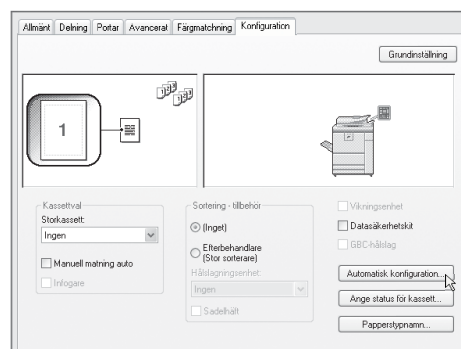 Allmänt Delning Portar Avancerat Färgmatchning Konfiguration
Grundinställning
1
Kassettval
Storkassett:
Ingen
Manuell matning auto
Infogare
Sortering - tillbehör
(Inget)
Efterbehandlare
(Stor sorterare)
Hålslagningsenhet:
Ingen
Sadelhäft
Vikningsenhet
Datasäkerhetskit
GBC-hålslag
Automatisk konfiguration...
Ange status för kassett...
Papperstypnamn...